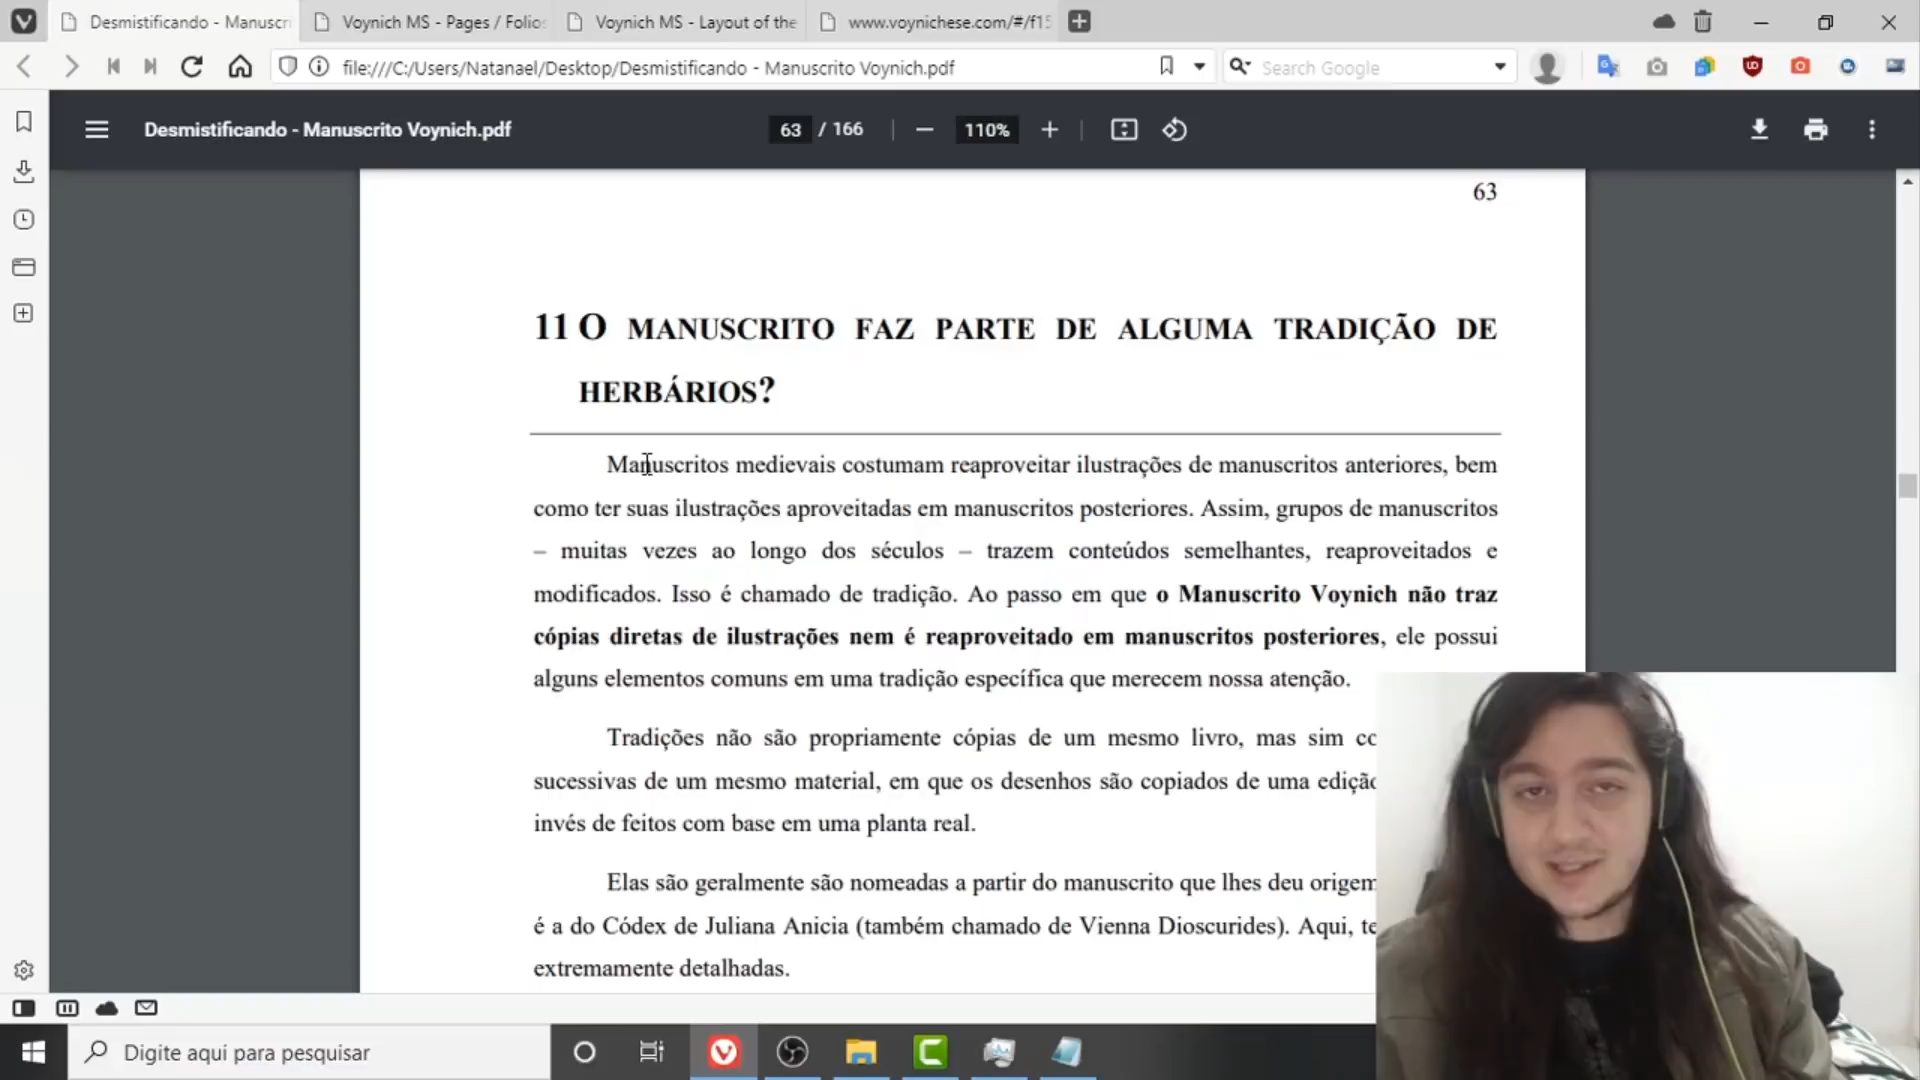 Desmistificando - Manuscri
Voynich MS - Pages / Folios
Voynich MS - Layout of the
www.voynichese.com/#/f15
file:///C:/Users/Natanael/Desktop/Desmistificando - Manuscrito Voynich.pdf
Search Google
Desmistificando - Manuscrito Voynich.pdf
63 / 166
110%
63
11 O MANUSCRITO FAZ PARTE DE ALGUMA TRADIÇÃO DE
HERBÁRIOS?
Manuscritos medievais costumam reaproveitar ilustrações de manuscritos anteriores, bem
como ter suas ilustrações aproveitadas em manuscritos posteriores. Assim, grupos de manuscritos
– muitas vezes ao longo dos séculos – trazem conteúdos semelhantes, reaproveitados e
modificados. Isso é chamado de tradição. Ao passo em que o Manuscrito Voynich não traz
cópias diretas de ilustrações nem é reaproveitado em manuscritos posteriores, ele possui
alguns elementos comuns em uma tradição específica que merecem nossa atenção.
Tradições não são propriamente cópias de um mesmo livro, mas sim
sucessivas de um mesmo material, em que os desenhos são copiados de uma
invés de feitos com base em uma planta real.
Elas são geralmente são nomeadas a partir do manuscrito que lhes deu
é a do Códex de Juliana Anicia (também chamado de Vienna Dioscurides). Aqui,
extremamente detalhadas.
Digite aqui para pesquisar